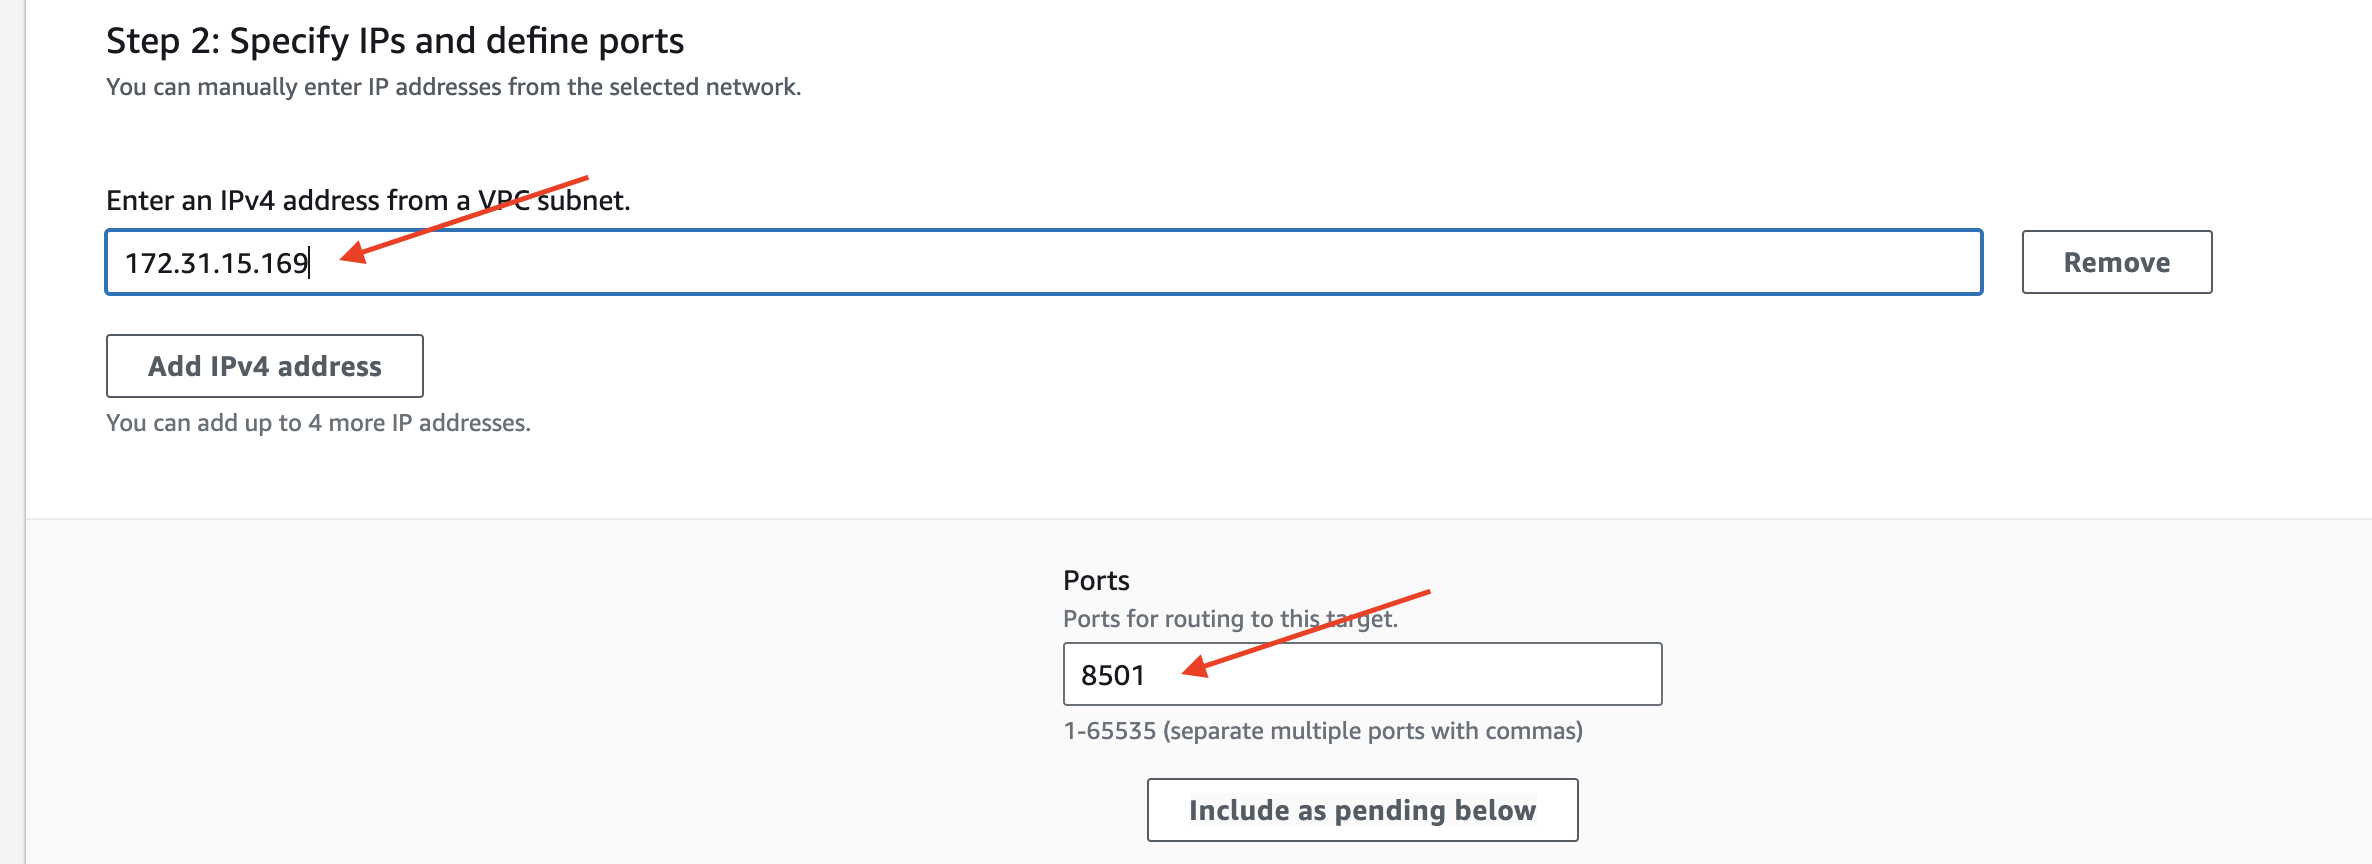 Step 2: Specify IPs and define ports
You can manually enter IP addresses from the selected network.
Enter an IPv4 address from a VPC subnet.
172.31.15.169
Remove
Add IPv4 address
You can add up to 4 more IP addresses.
Ports
Ports for routing to this target.
8501
1-65535 (separate multiple ports with commas)
Include as pending below